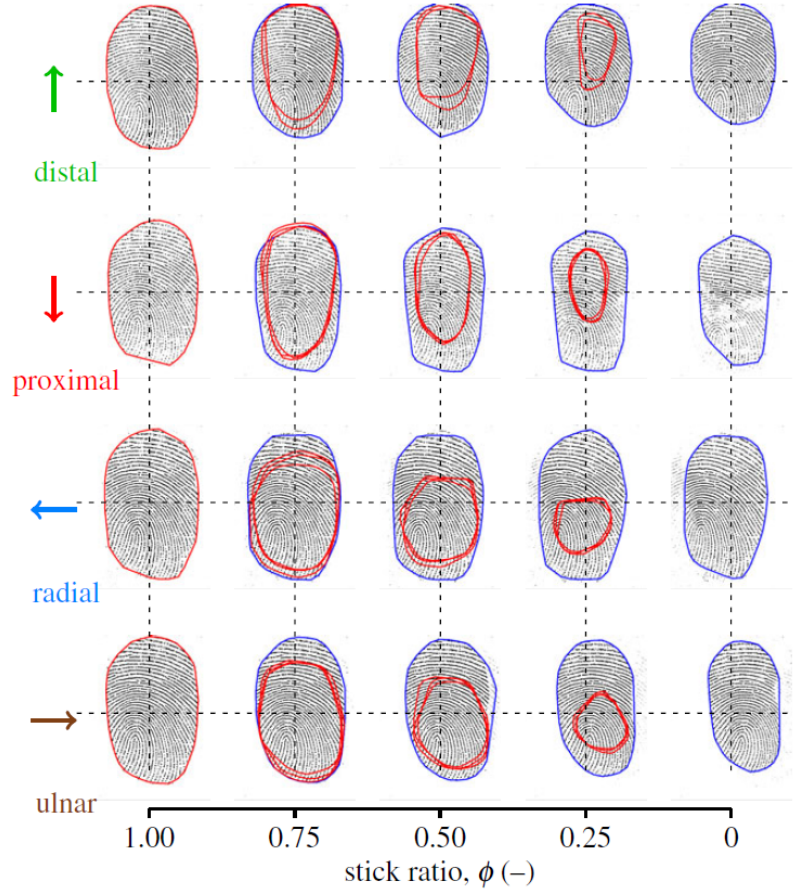 distal
proximal
radial
ulnar
1.00 0.75 0.50 0.25 0
stick ratio, ϕ (–)